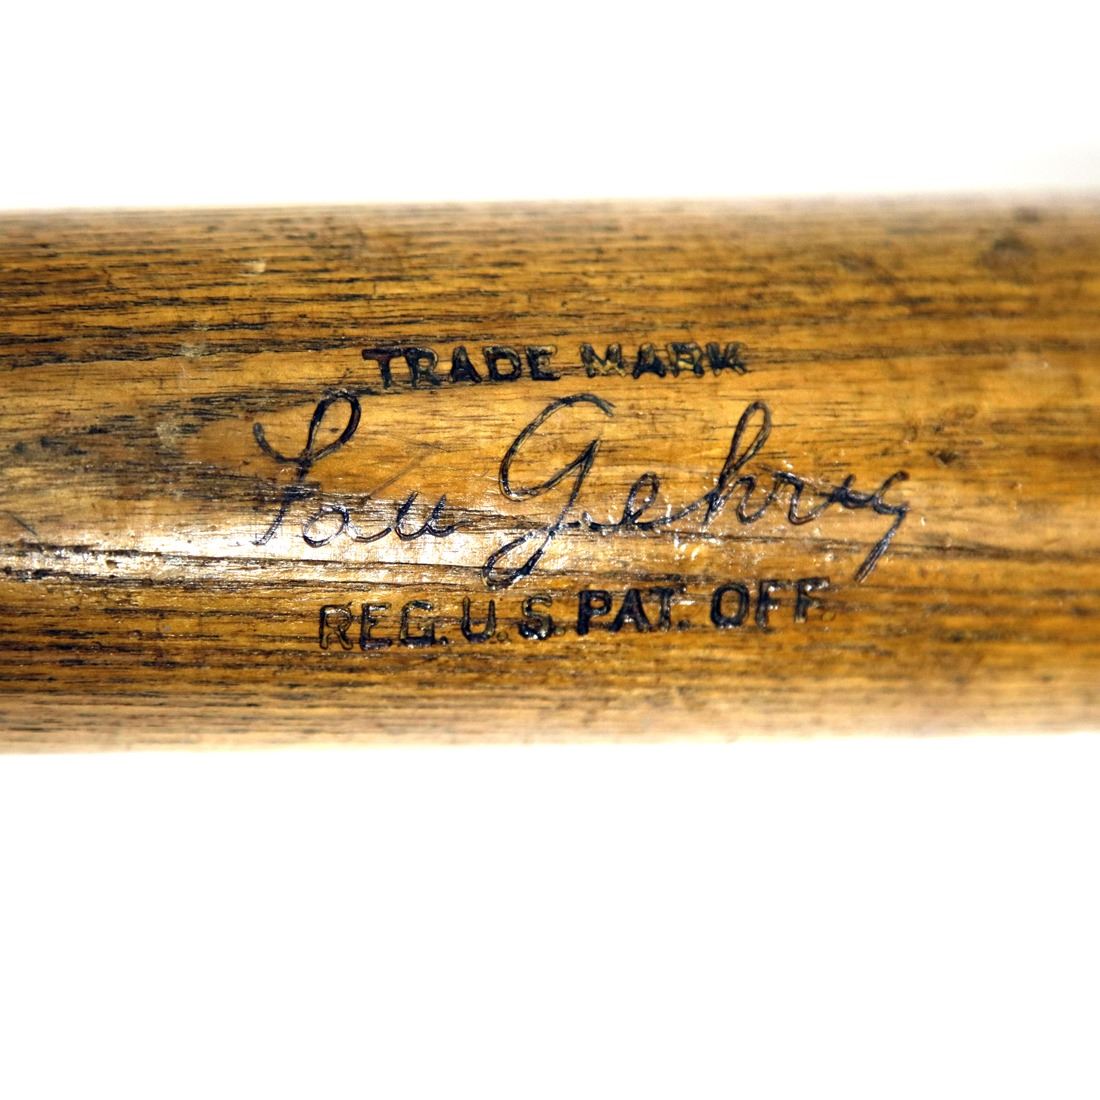 TRADE MARK
Lou Gehrig
REG. U. S. PAT. OFF.